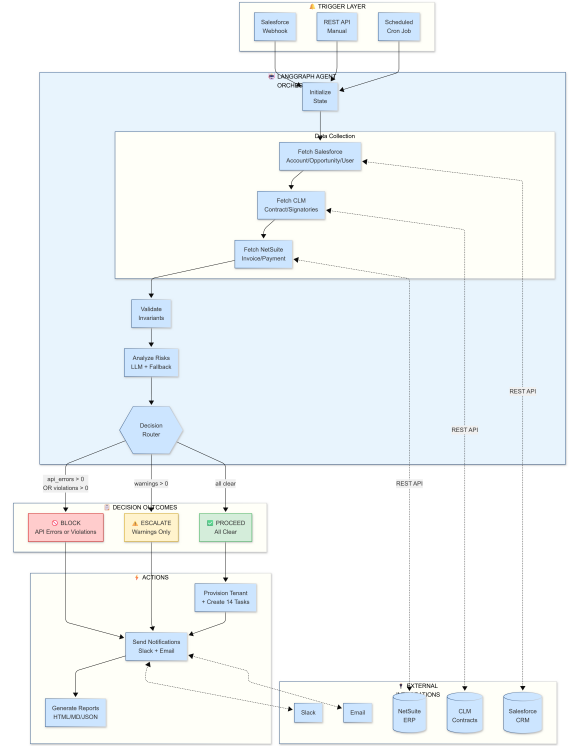 ⚠️ TRIGGER LAYER
Salesforce
Webhook
REST API
Manual
Scheduled
Cron Job
LANGGRAPH AGENT
Initialize
State
Data Collection
Fetch Salesforce
Account/Opportunity/User
Fetch CLM
Contract/Signatories
Fetch NetSuite
Invoice/Payment
Validate
Invariants
Analyze Risks
LLM + Fallback
Decision
Router
REST API
REST API
REST API
api_errors > 0
OR violations > 0
warnings > 0
all clear
DECISION OUTCOMES
🚫 BLOCK
API Errors or Violations
⚠️ ESCALATE
Warnings Only
✅ PROCEED
All Clear
⚡ ACTIONS
Provision Tenant
+ Create 14 Tasks
Send Notifications
Slack + Email
Generate Reports
HTML/MD/JSON
EXTERNAL
Slack
Email
NetSuite
ERP
CLM
Contracts
Salesforce
CRM